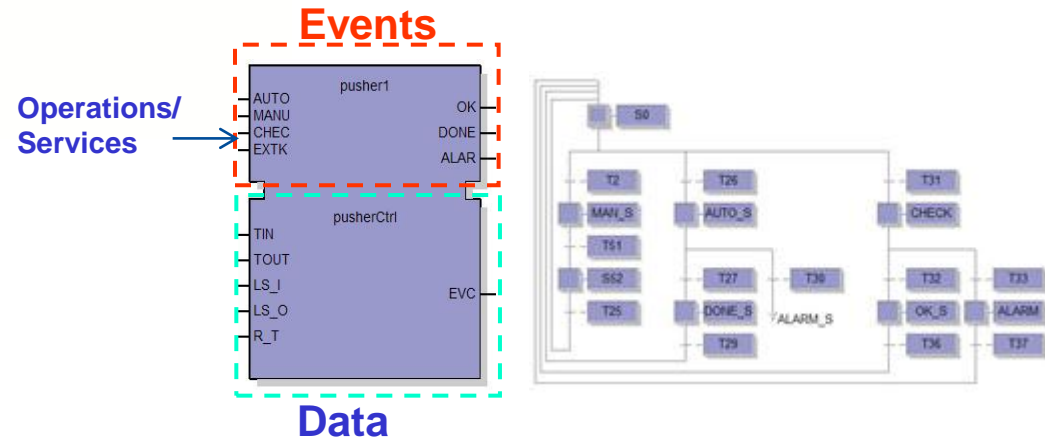 Events
Operations/
Services
pusher1
AUTO
MANU
CHEC
EXTK
OK
DONE
ALAR
pusherCtrl
TIN
TOUT
LS_I
LS_O
R_T
EVC
Data
S0
T2
T26
T31
MAN_S
AUTO_S
CHECK
T51
S52
T27
T30
T32
T33
T25
DONE_S
ALARM_S
OK_S
ALARM
T29
T36
T37